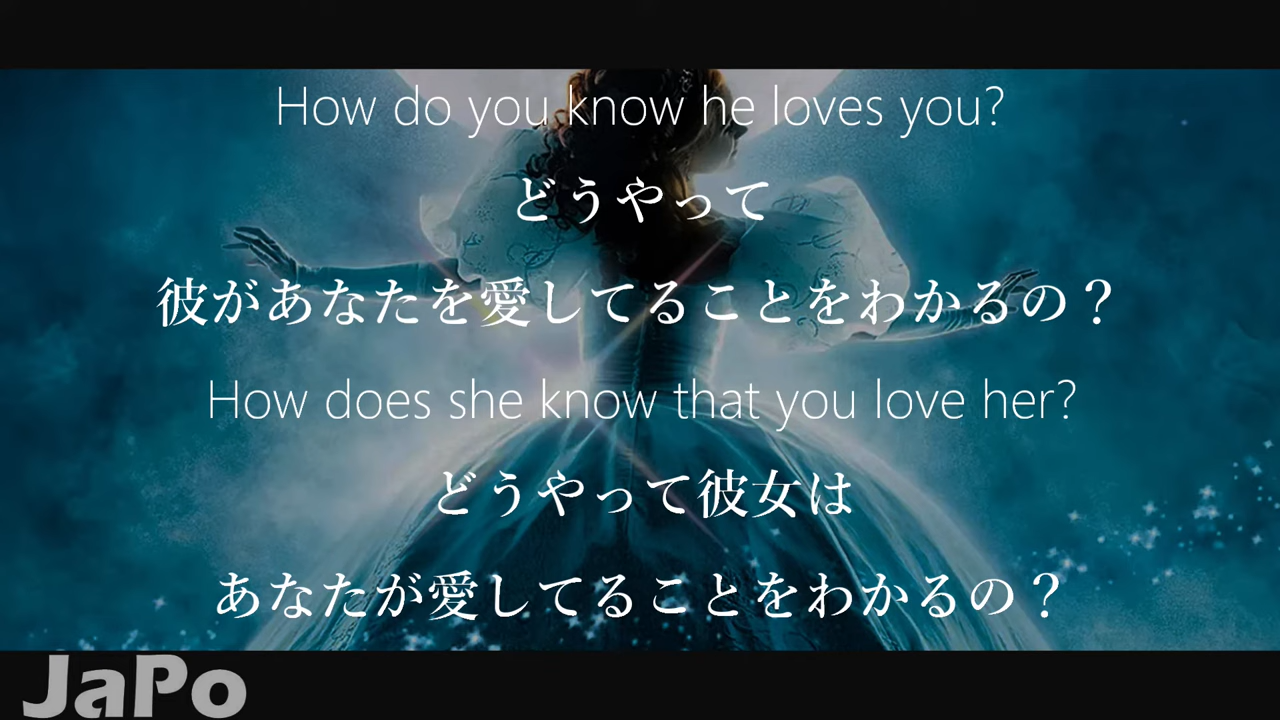 How do you know he loves you?
どうやって
彼があなたを愛してることをわかるの？
How does she know that you love her?
どうやって彼女は
あなたが愛してることをわかるの？
JaPo